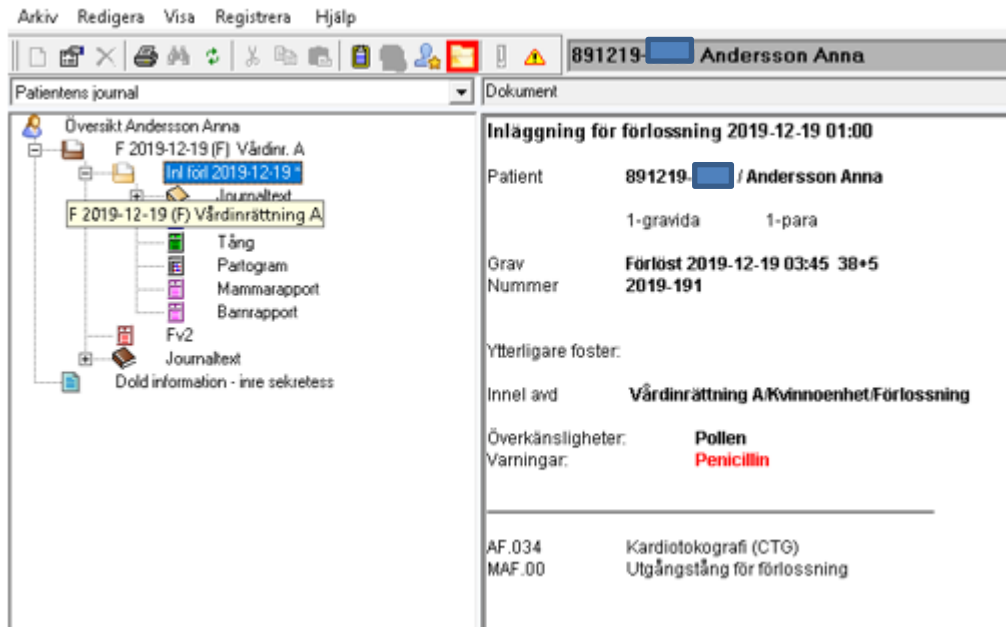 Arkiv Redigera Visa Registrera Hjälp
891219- Andersson Anna
Patientens journal
Dokument
Översikt Andersson Anna
F 2019-12-19 (F) Vårdinr. A
Inl förl 2019-12-19 *
Journaltext
F 2019-12-19 (F) Vårdinrättning A
Tång
Partogram
Mammarapport
Barnrapport
Fv2
Journaltext
Dold information - inre sekretess
Inläggning för förlossning 2019-12-19 01:00
Patient 891219- / Andersson Anna
1-gravida 1-para
Grav Förlöst 2019-12-19 03:45 38+5
Nummer 2019-191
Ytterligare foster:
Innel avd Vårdinrättning A/Kvinnoenhet/Förlossning
Överkänsligheter: Pollen
Varningar: Penicillin
AF.034 Kardiotokografi (CTG)
MAF.00 Utgångstång för förlossning